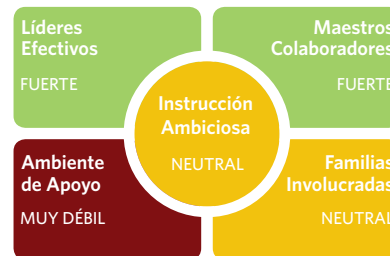 Líderes
Efectivos
FUERTE
Maestros
Colaboradores
FUERTE
Instrucción
Ambiciosa
NEUTRAL
Ambiente
de Apoyo
MUY DÉBIL
Familias
Involucradas
NEUTRAL